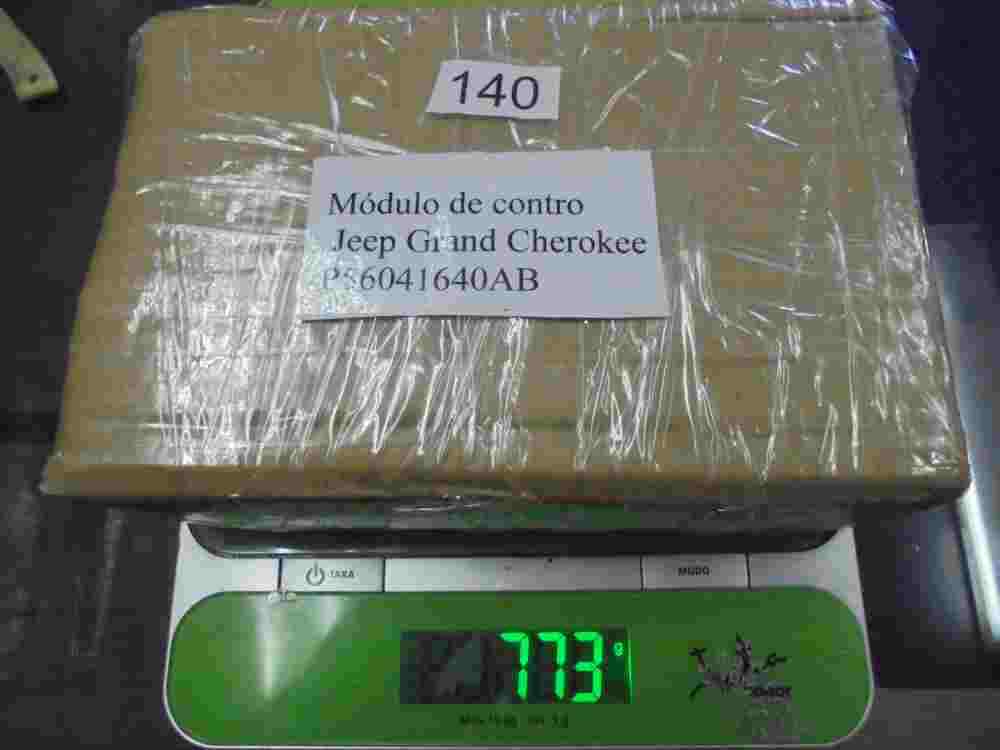 140
Módulo de contro
Jeep Grand Cherokee
P56041640AB
TARA
MODO
773 g